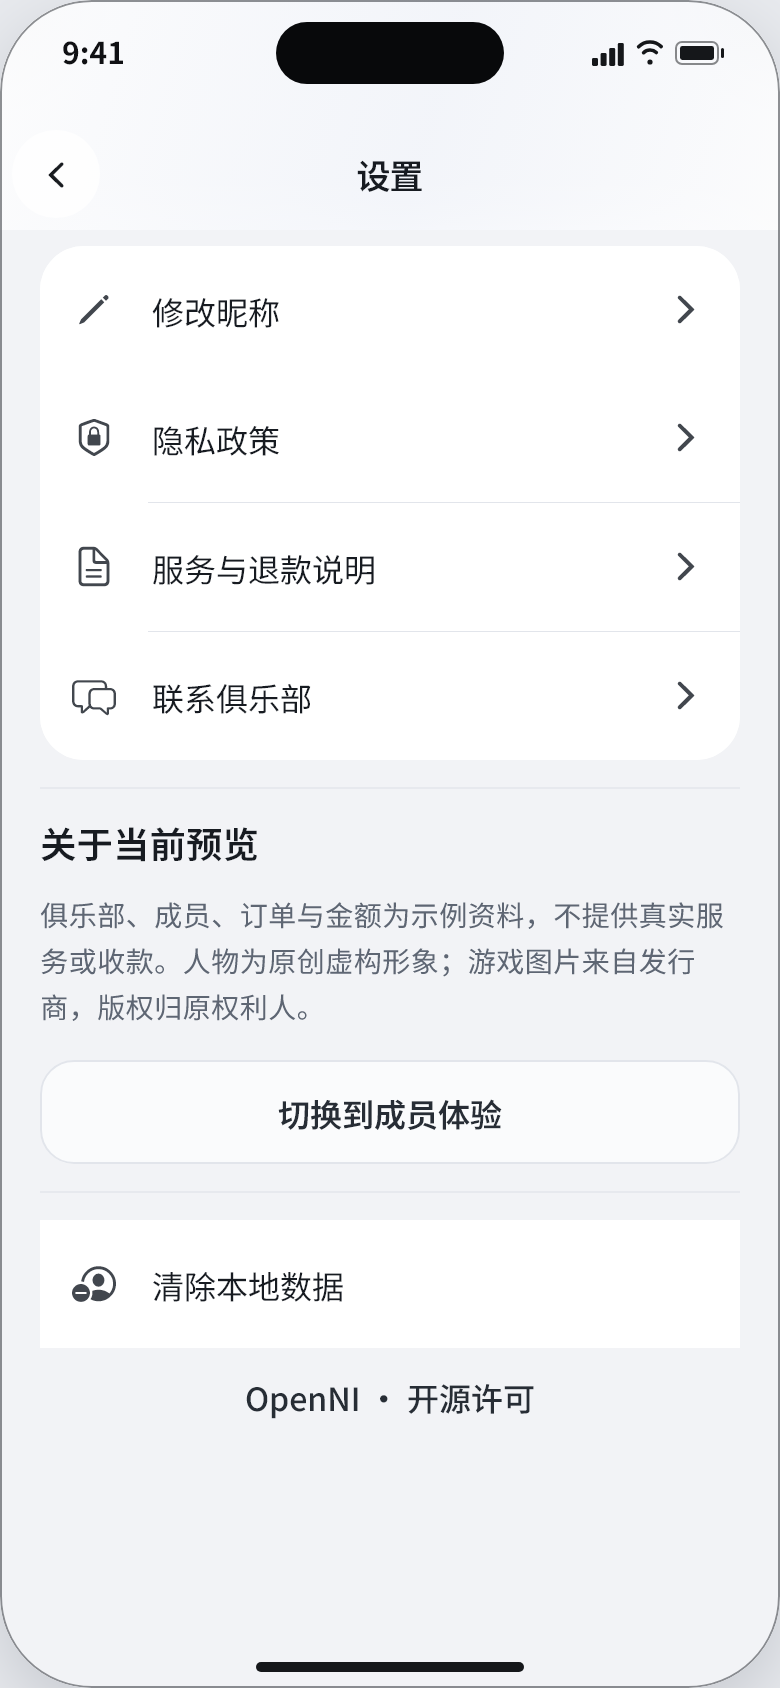 9:41
设置
修改昵称
隐私政策
服务与退款说明
联系俱乐部
关于当前预览
俱乐部、成员、订单与金额为示例资料，不提供真实服
务或收款。人物为原创虚构形象；游戏图片来自发行
商，版权归原权利人。
切换到成员体验
清除本地数据
OpenNI · 开源许可